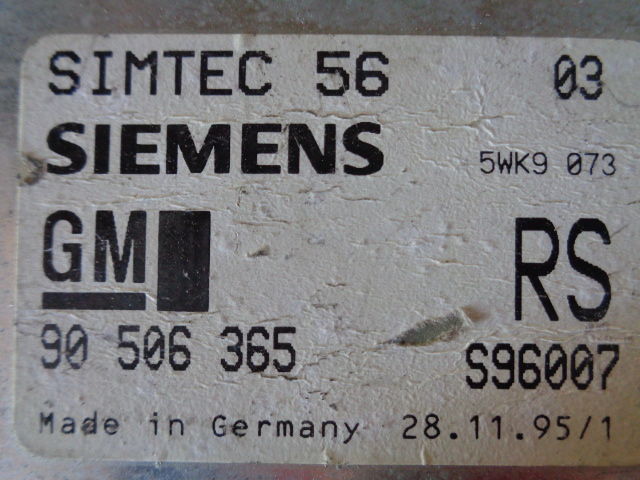 SIMTEC 56 03
SIEMENS 5WK9 073
GM RS
90 506 365 S96007
Made in Germany 28.11.95/1